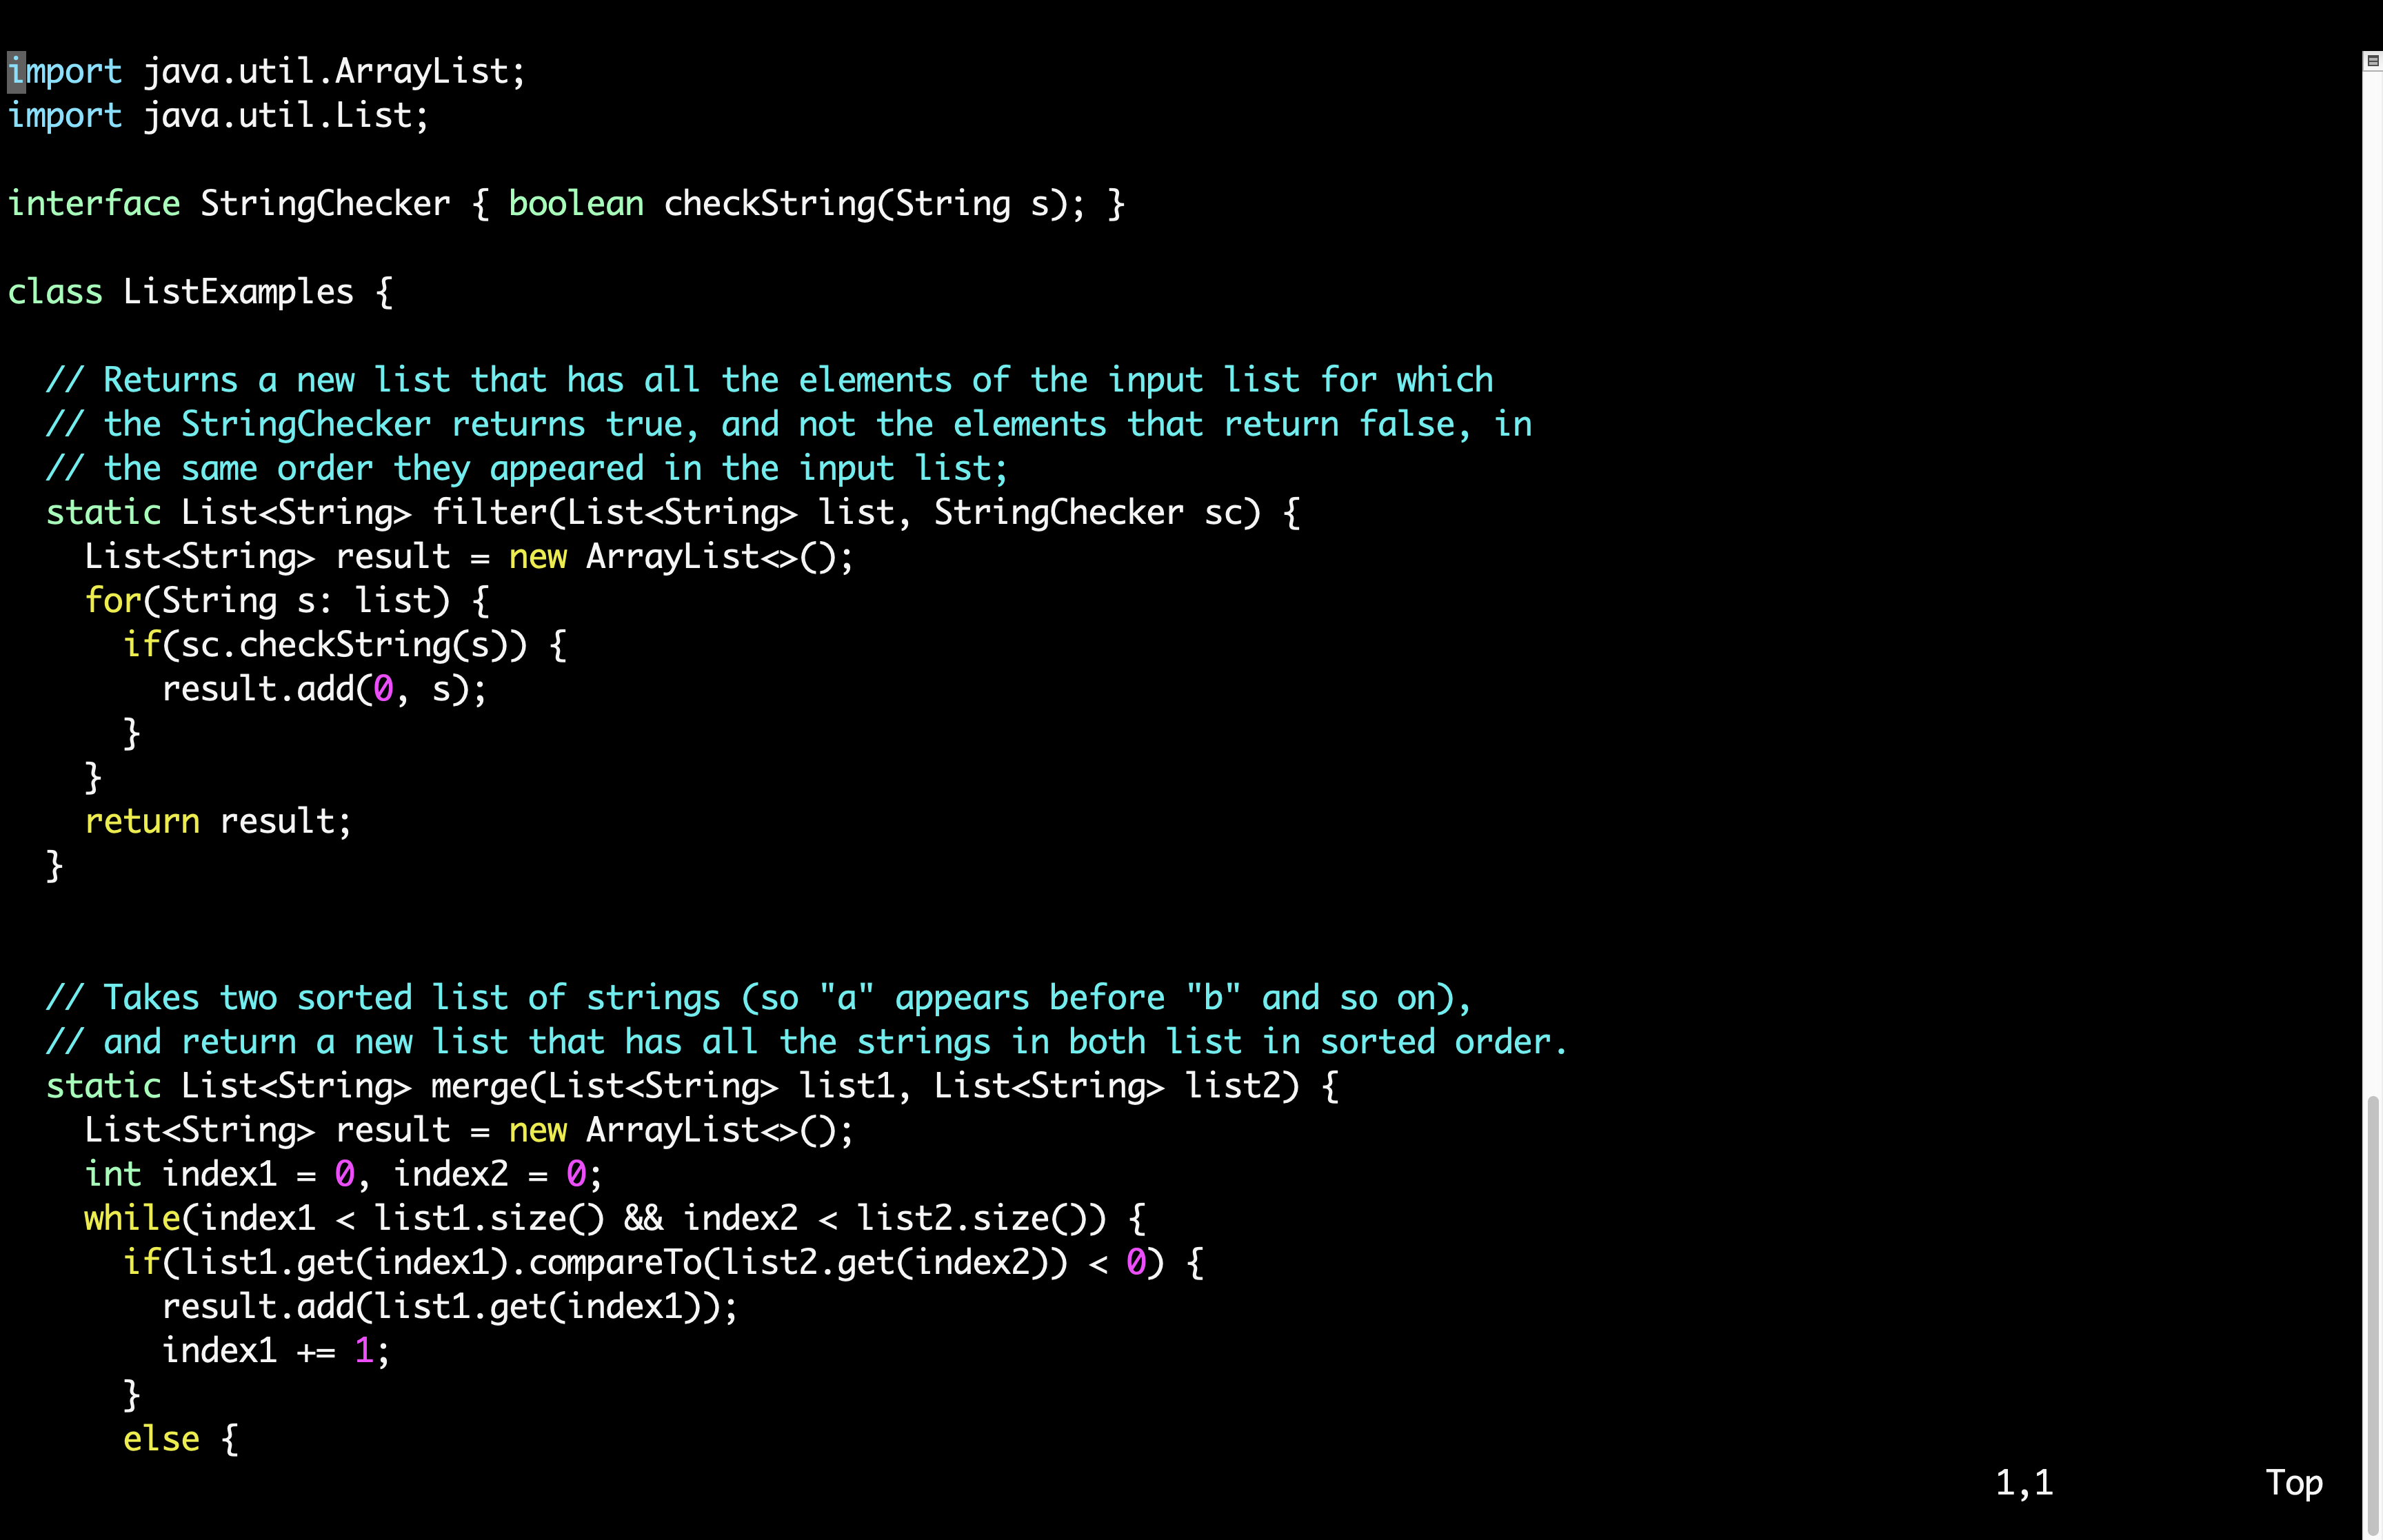 import java.util.ArrayList;
import java.util.List;

interface StringChecker { boolean checkString(String s); }

class ListExamples {

  // Returns a new list that has all the elements of the input list for which
  // the StringChecker returns true, and not the elements that return false, in
  // the same order they appeared in the input list;
  static List<String> filter(List<String> list, StringChecker sc) {
    List<String> result = new ArrayList<>();
    for(String s: list) {
      if(sc.checkString(s)) {
        result.add(0, s);
      }
    }
    return result;
  }


  // Takes two sorted list of strings (so "a" appears before "b" and so on),
  // and return a new list that has all the strings in both list in sorted order.
  static List<String> merge(List<String> list1, List<String> list2) {
    List<String> result = new ArrayList<>();
    int index1 = 0, index2 = 0;
    while(index1 < list1.size() && index2 < list2.size()) {
      if(list1.get(index1).compareTo(list2.get(index2)) < 0) {
        result.add(list1.get(index1));
        index1 += 1;
      }
      else {
1,1 Top